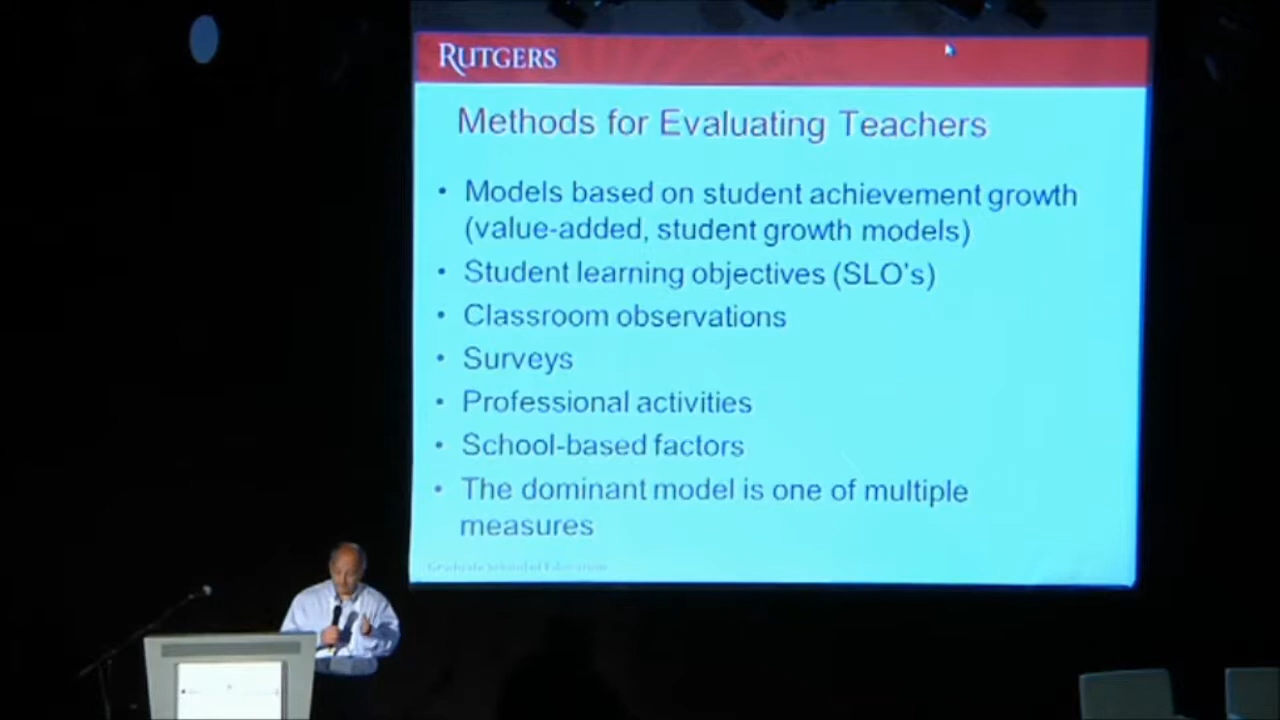 RUTGERS
Methods for Evaluating Teachers
• Models based on student achievement growth
(value-added, student growth models)
• Student learning objectives (SLO's)
• Classroom observations
• Surveys
• Professional activities
• School-based factors
• The dominant model is one of multiple
measures
Graduate School of Education